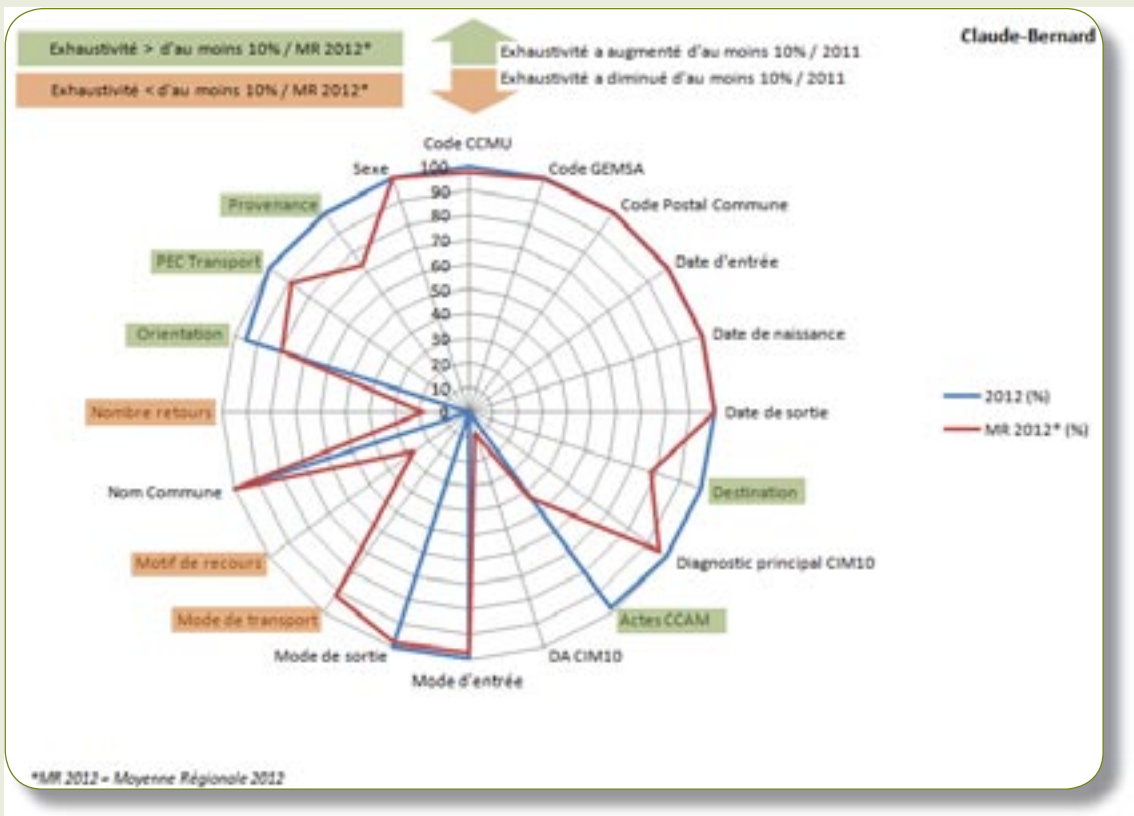 Claude-Bernard
Exhaustivité > d'au moins 10% / MR 2012*
Exhaustivité < d'au moins 10% / MR 2012*
Exhaustivité a augmenté d'au moins 10% / 2011
Exhaustivité a diminué d'au moins 10% / 2011
Code CCMU
Code GEMSA
Code Postal Commune
Date d'entrée
Date de naissance
Date de sortie
Destination
Diagnostic principal CIM10
Actes CCAM
DA CIM10
Mode d'entrée
Mode de sortie
Mode de transport
Motif de recours
Nom Commune
Nombre retours
Orientation
PEC Transport
Provenance
Sexe
100
90
80
70
60
50
40
30
20
10
0
2012 (%)
MR 2012* (%)
*MR 2012 = Moyenne Régionale 2012